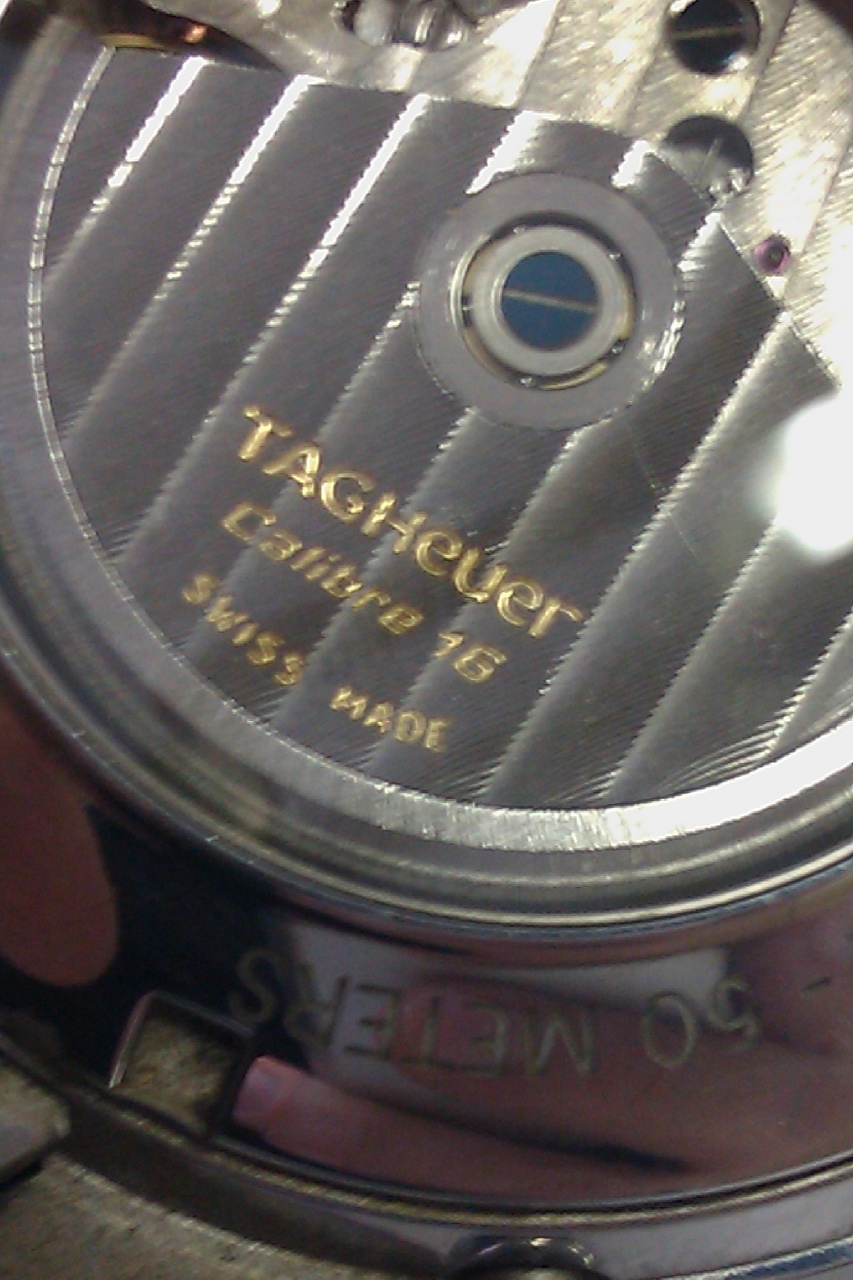 TAGHeuer
Calibre 16
SWISS MADE
50 METERS